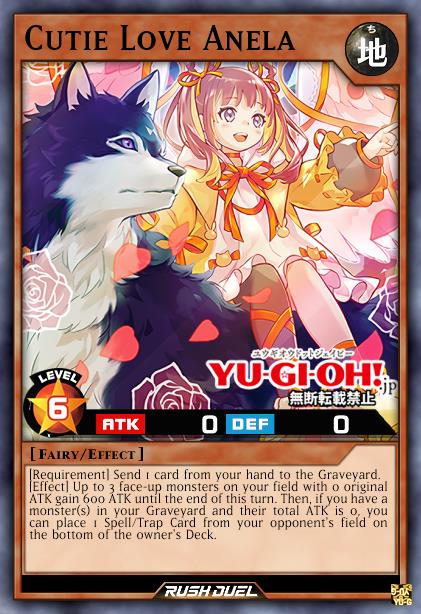 CUTIE LOVE ANELA
ち
地
ユウギオウドットジェイピー
YU-GI-OH!.jp
無断転載禁止
LEVEL
6
ATK 0 DEF 0
[ FAIRY/EFFECT ]
[Requirement] Send 1 card from your hand to the Graveyard.
[Effect] Up to 3 face-up monsters on your field with 0 original
ATK gain 600 ATK until the end of this turn. Then, if you have
a monster(s) in your Graveyard and their total ATK is 0, you
can place 1 Spell/Trap Card from your opponent's field on
the bottom of the owner's Deck.
RUSH DUEL